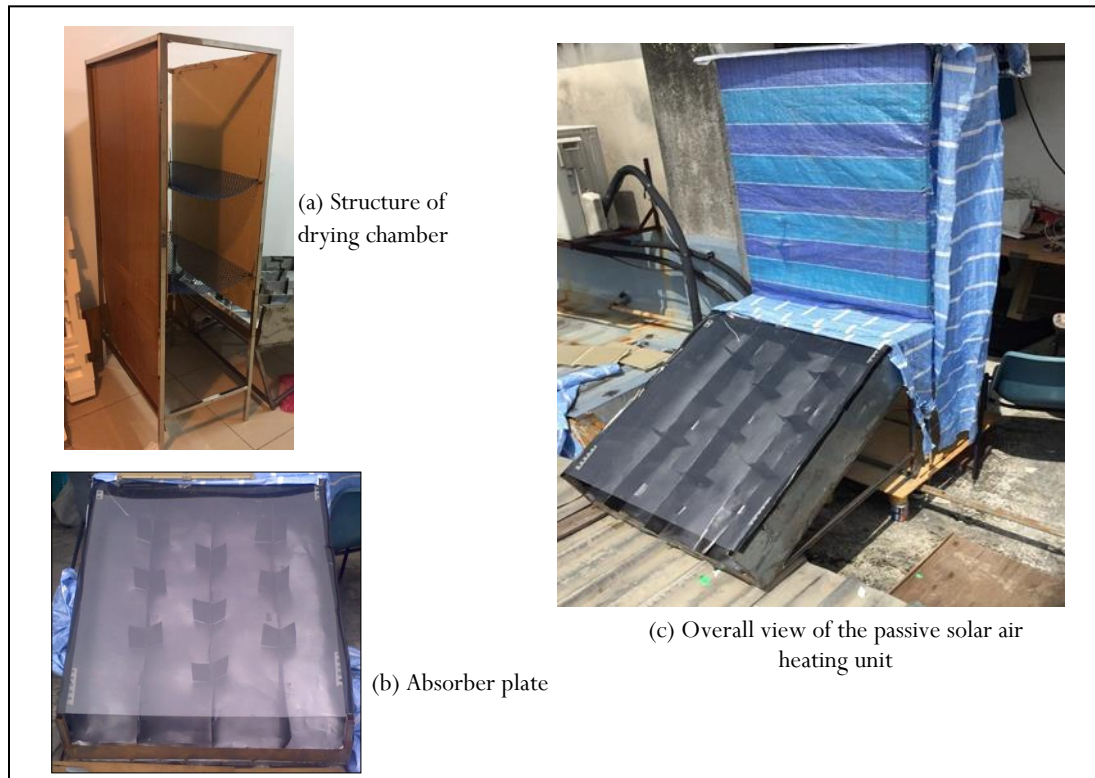 (a) Structure of
drying chamber
(b) Absorber plate
(c) Overall view of the passive solar air
heating unit